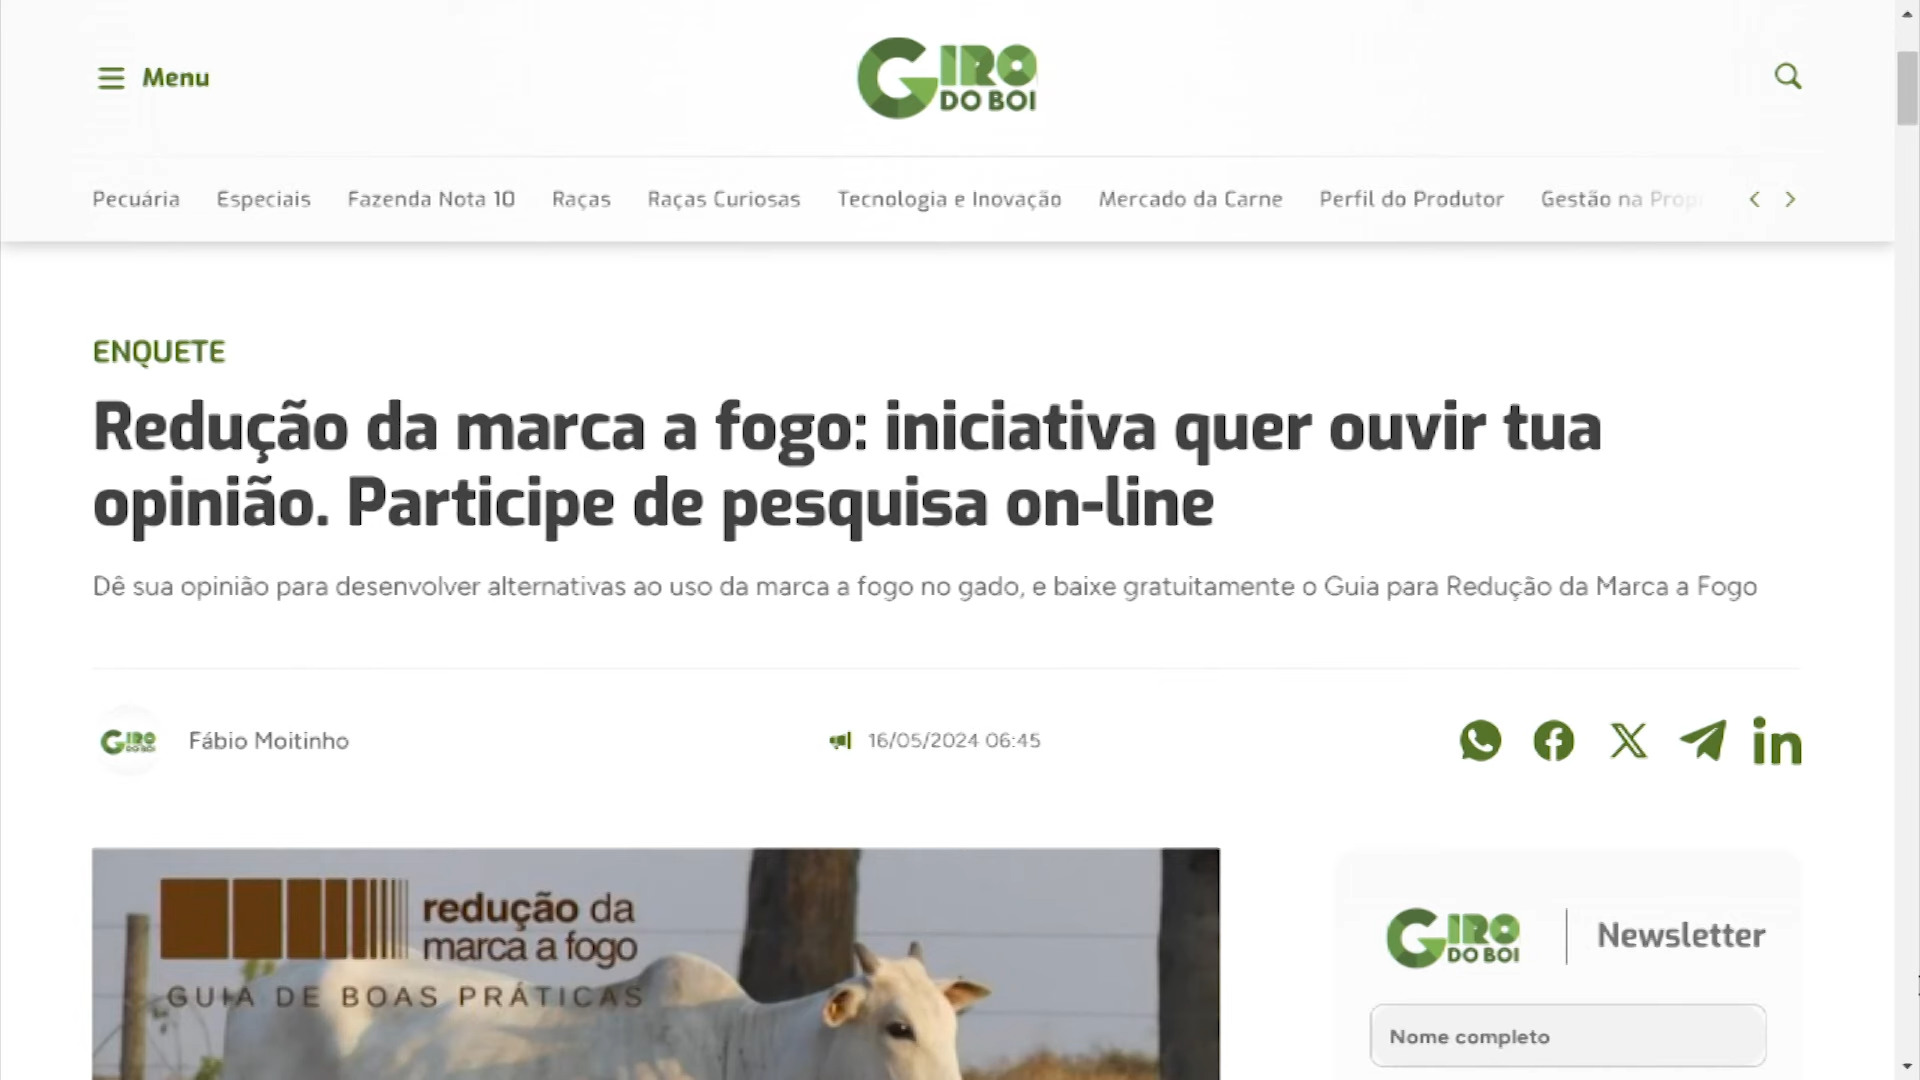 Menu
GIRO
DO BOI
Pecuária Especiais Fazenda Nota 10 Raças Raças Curiosas Tecnologia e Inovação Mercado da Carne Perfil do Produtor Gestão na Prop
ENQUETE
Redução da marca a fogo: iniciativa quer ouvir tua
opinião. Participe de pesquisa on-line
Dê sua opinião para desenvolver alternativas ao uso da marca a fogo no gado, e baixe gratuitamente o Guia para Redução da Marca a Fogo
GIRO
DO BOI
Fábio Moitinho
16/05/2024 06:45
redução da
marca a fogo
GUIA DE BOAS PRÁTICAS
GIRO
DO BOI
Newsletter
Nome completo